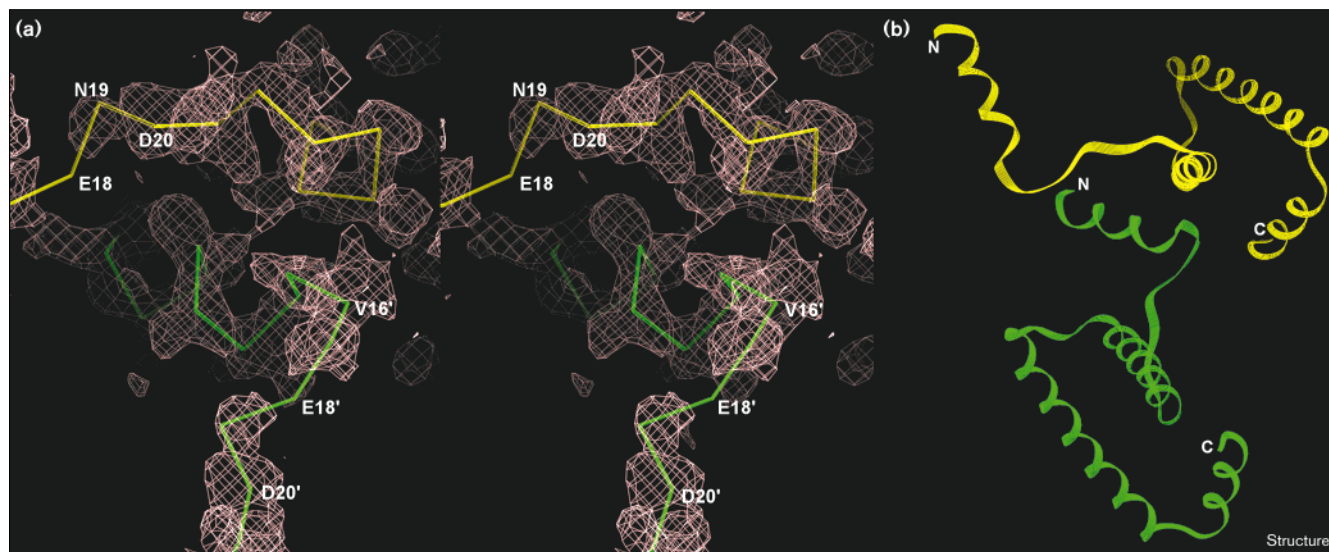 (a)
N19
D20
E18
V16'
E18'
D20'
N19
D20
E18
V16'
E18'
D20'
(b)
N
N
C
C
Structure